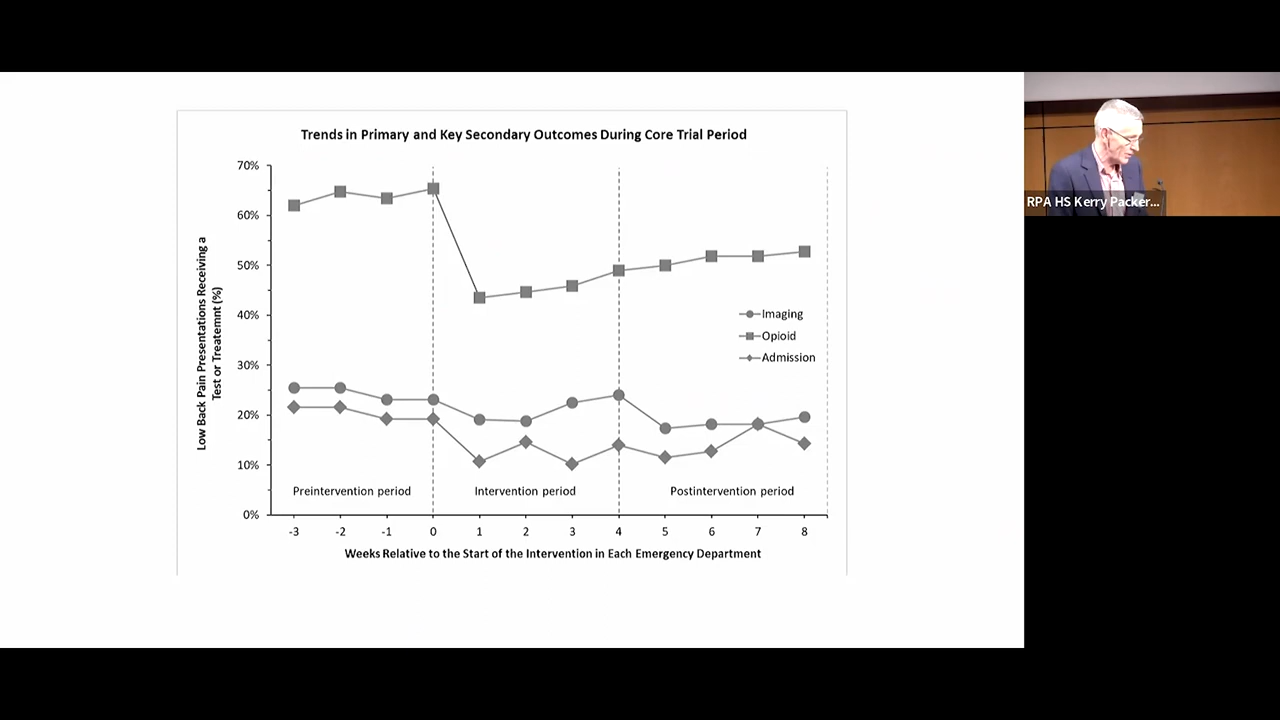 Trends in Primary and Key Secondary Outcomes During Core Trial Period
70%
60%
50%
40%
30%
20%
10%
0%
Low Back Pain Presentations Receiving a
Test or Treatemnt (%)
Imaging
Opioid
Admission
Preintervention period
Intervention period
Postintervention period
-3 -2 -1 0 1 2 3 4 5 6 7 8
Weeks Relative to the Start of the Intervention in Each Emergency Department
RPA HS Kerry Packer...